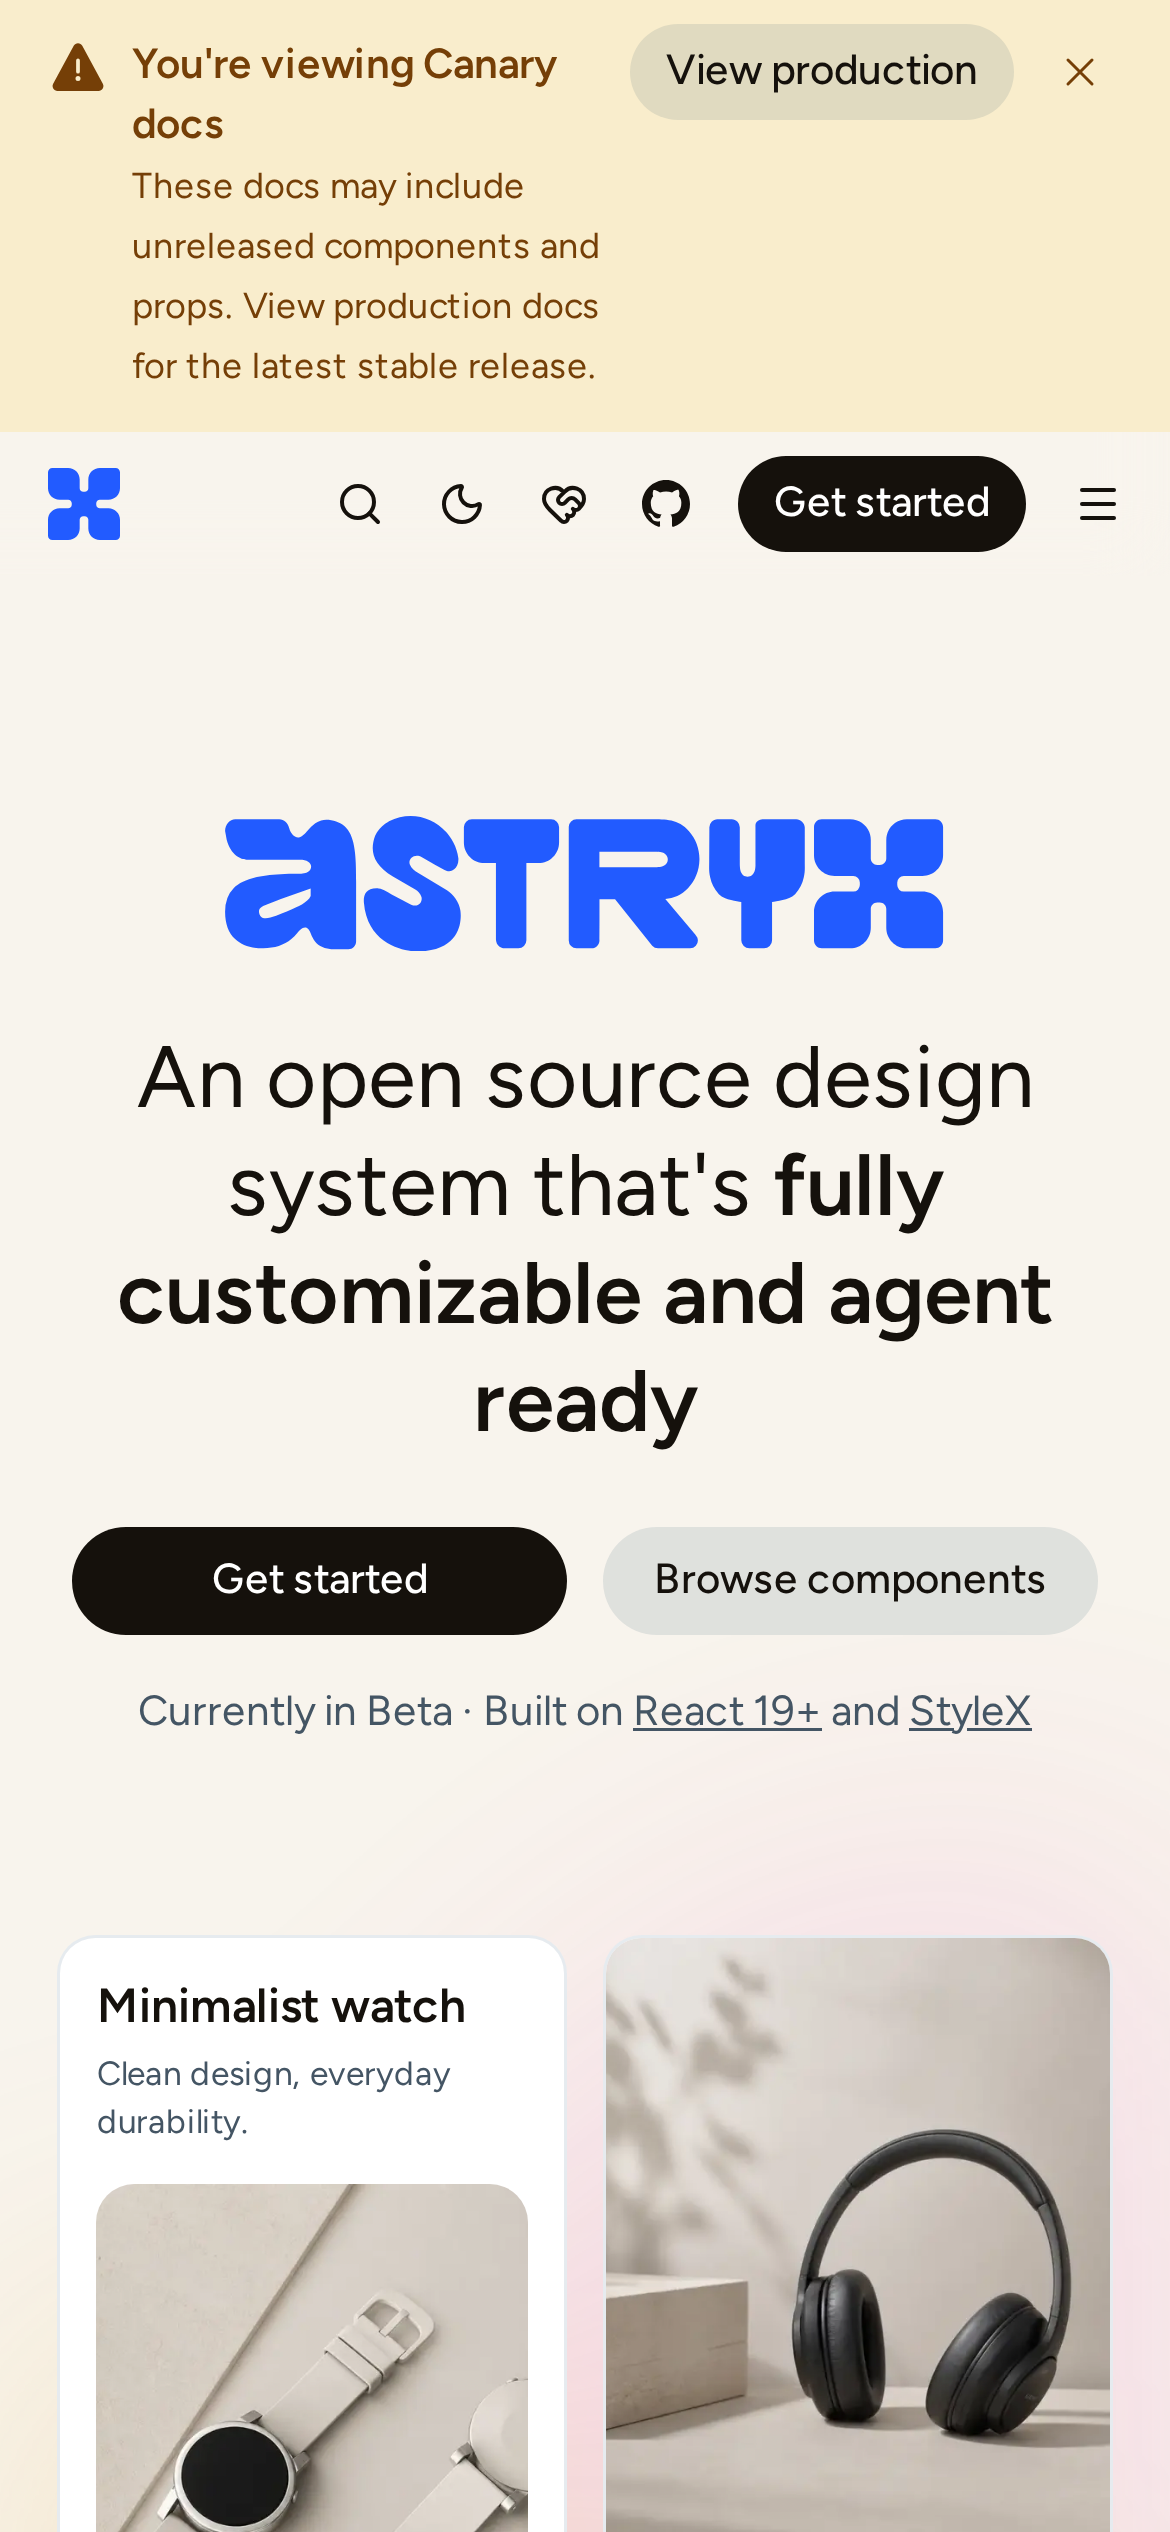 You're viewing Canary
docs
These docs may include
unreleased components and
props. View production docs
for the latest stable release.
View production
Get started
astryx
An open source design
system that's fully
customizable and agent
ready
Get started
Browse components
Currently in Beta · Built on React 19+ and StyleX
Minimalist watch
Clean design, everyday
durability.